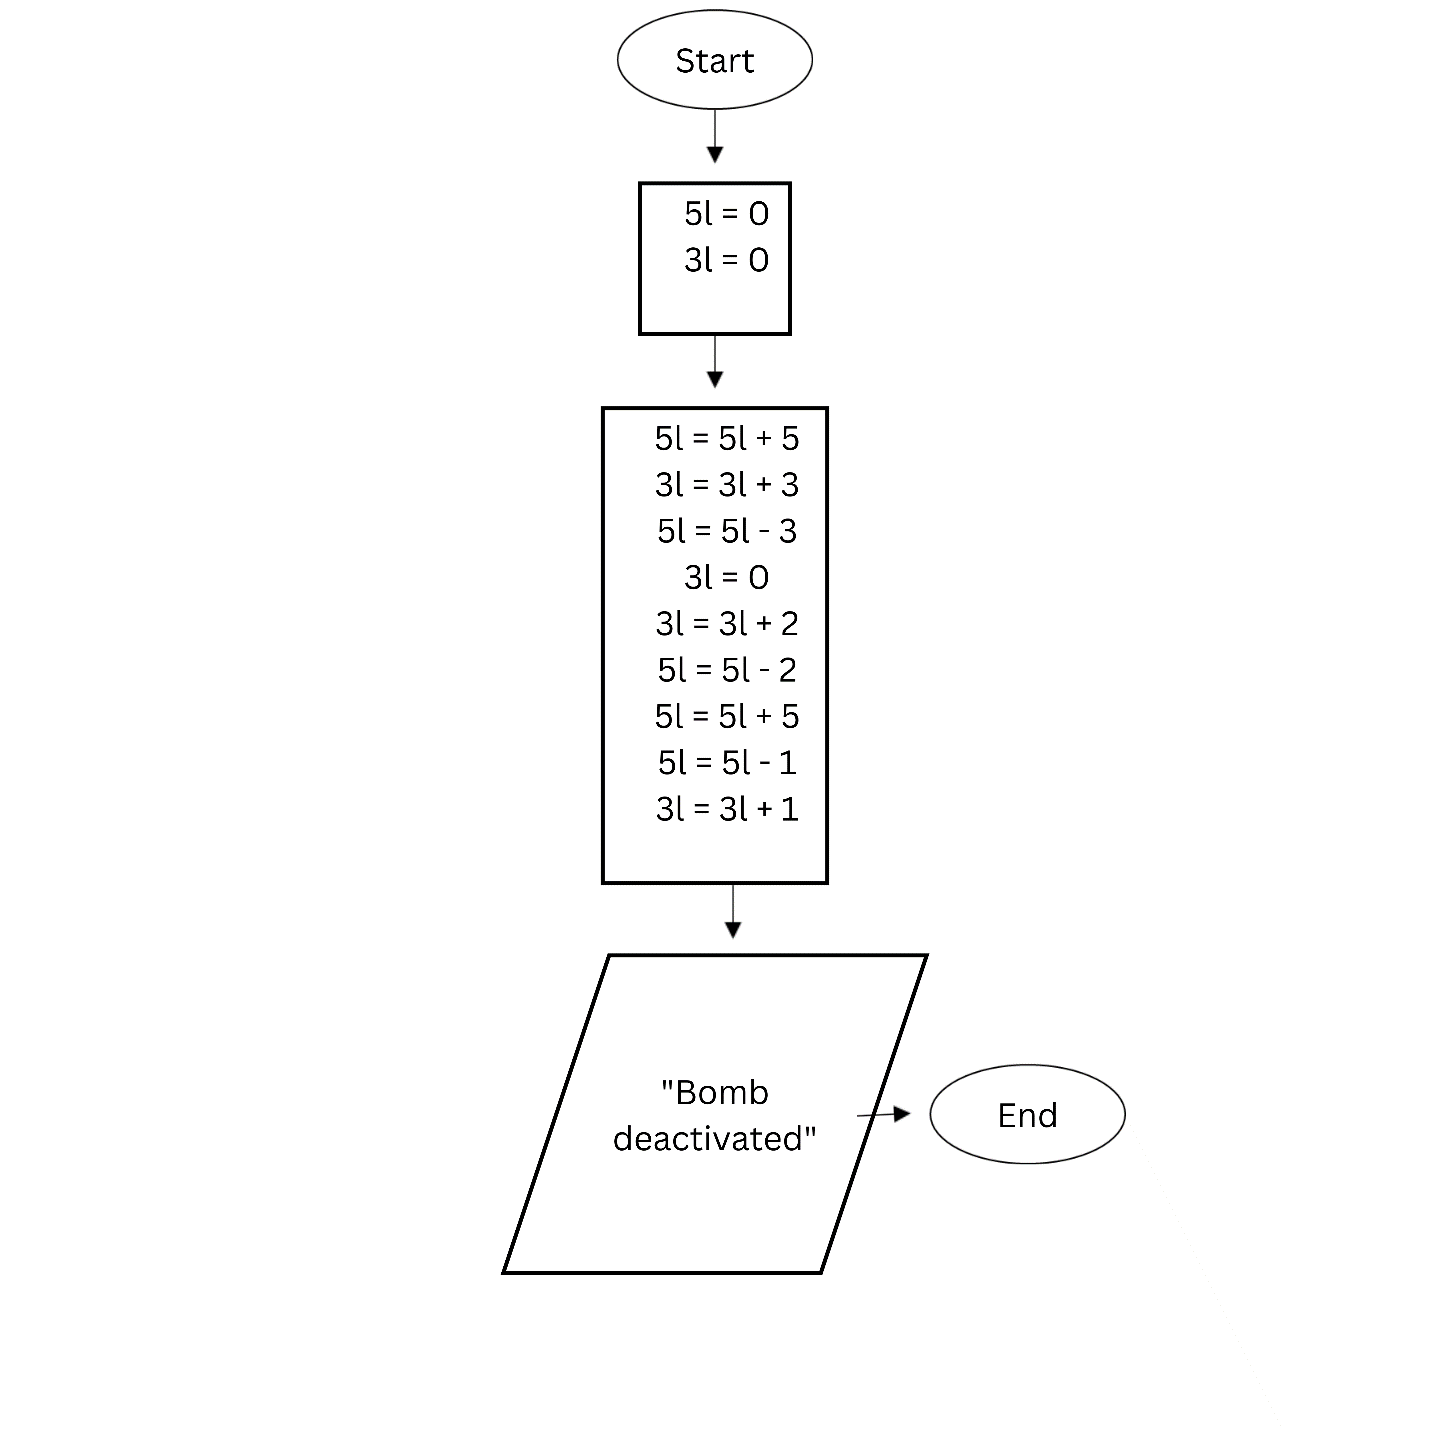 Start
5l = 0
3l = 0
5l = 5l + 5
3l = 3l + 3
5l = 5l - 3
3l = 0
3l = 3l + 2
5l = 5l - 2
5l = 5l + 5
5l = 5l - 1
3l = 3l + 1
"Bomb
deactivated"
End